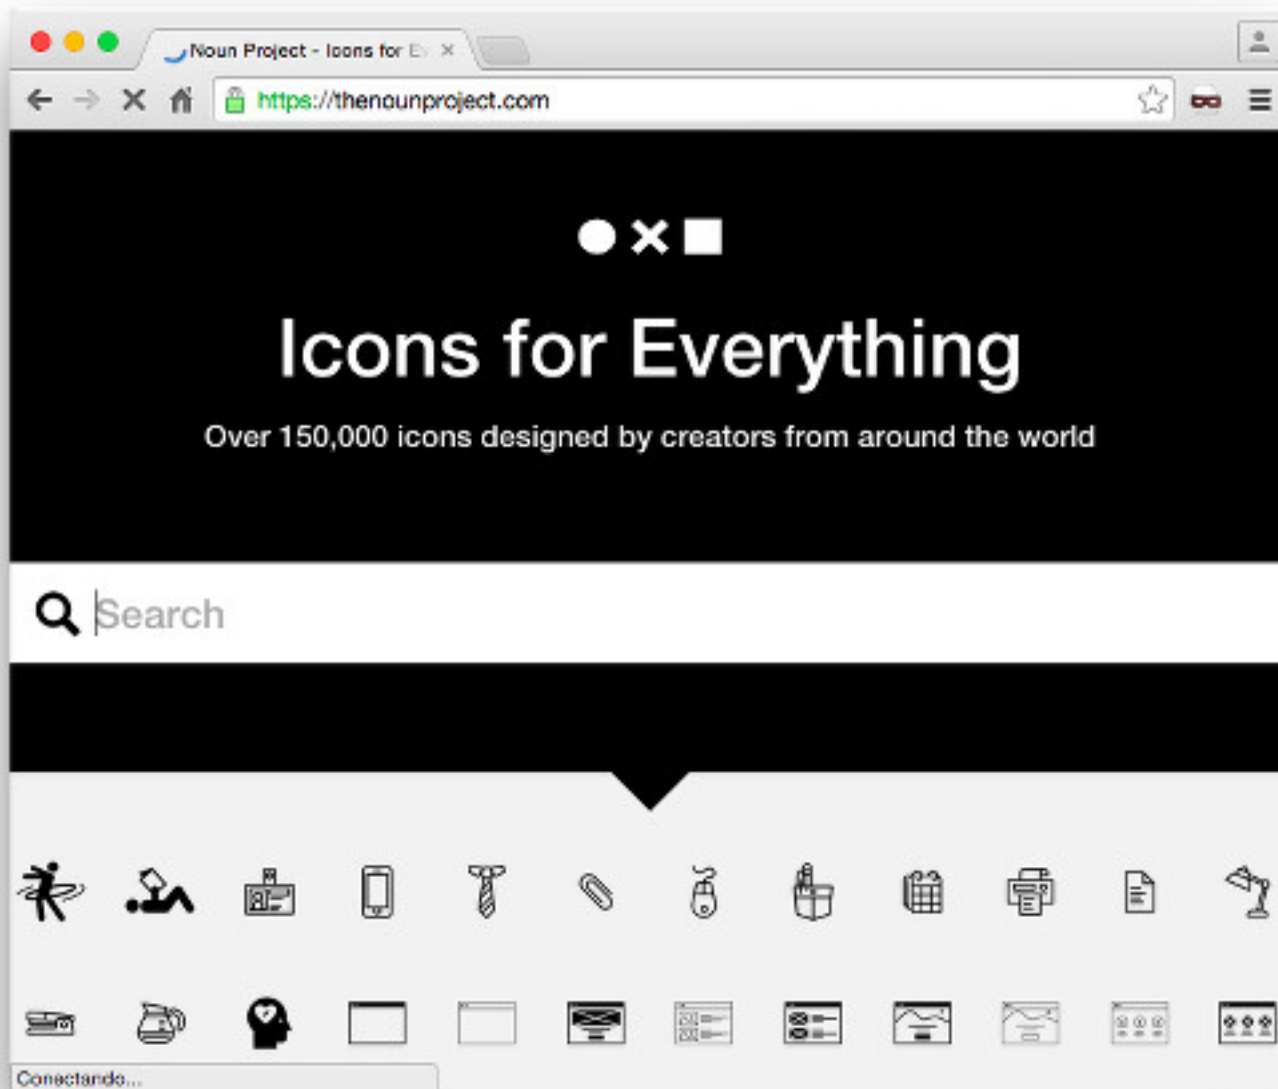 Noun Project - Icons for Ev
https://thenounproject.com
Icons for Everything
Over 150,000 icons designed by creators from around the world
Search
Conectando...